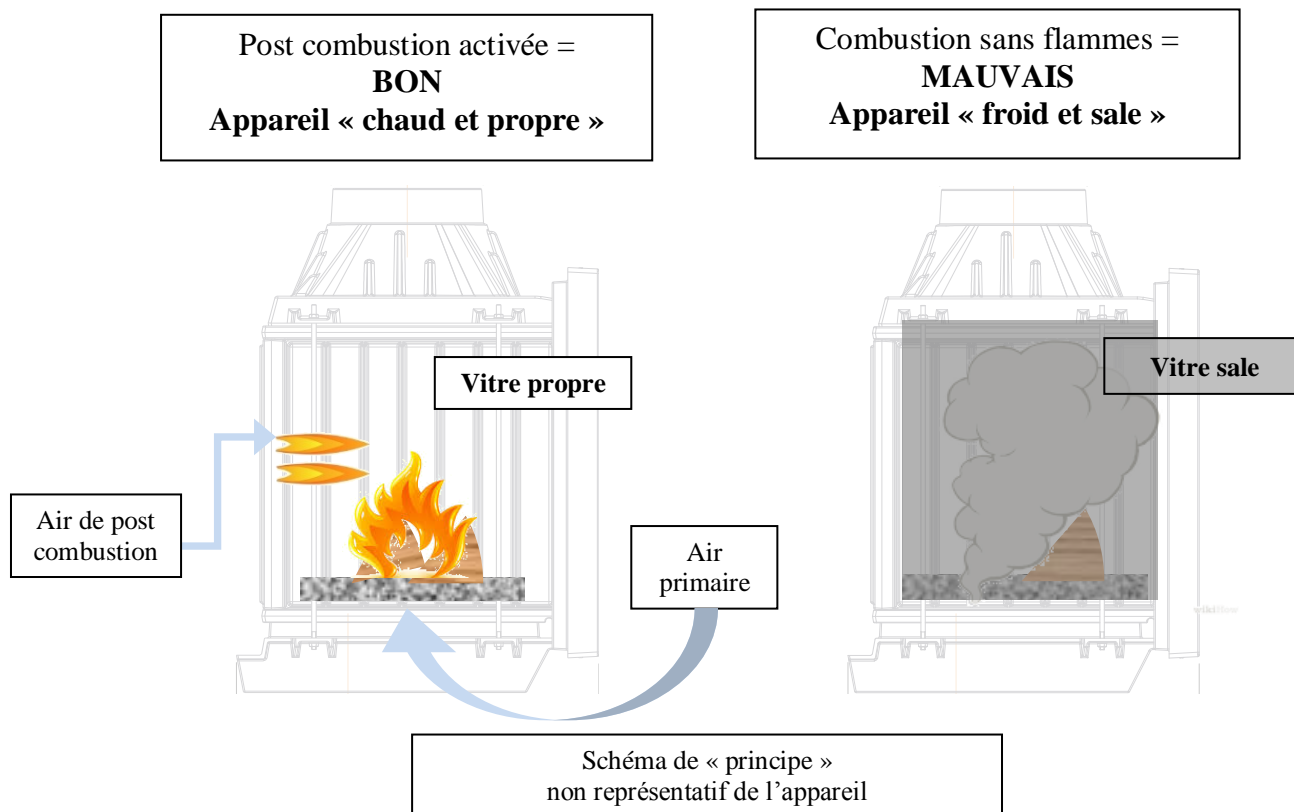 Post combustion activée =
BON
Appareil « chaud et propre »
Combustion sans flammes =
MAUVAIS
Appareil « froid et sale »
Vitre propre
Vitre sale
Air de post
combustion
Air
primaire
wikiHow
Schéma de « principe »
non représentatif de l’appareil